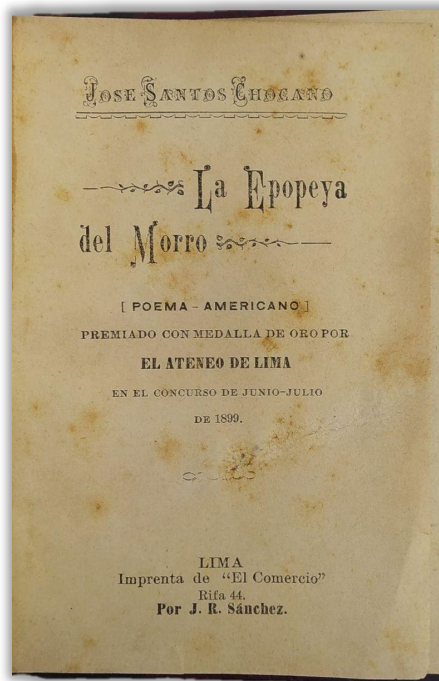 JOSE SANTOS CHOCANO
La Epopeya
del Morro
[ POEMA - AMERICANO ]
PREMIADO CON MEDALLA DE ORO POR
EL ATENEO DE LIMA
EN EL CONCURSO DE JUNIO-JULIO
DE 1899.
LIMA
Imprenta de "El Comercio"
Rifa 44.
Por J. R. Sánchez.